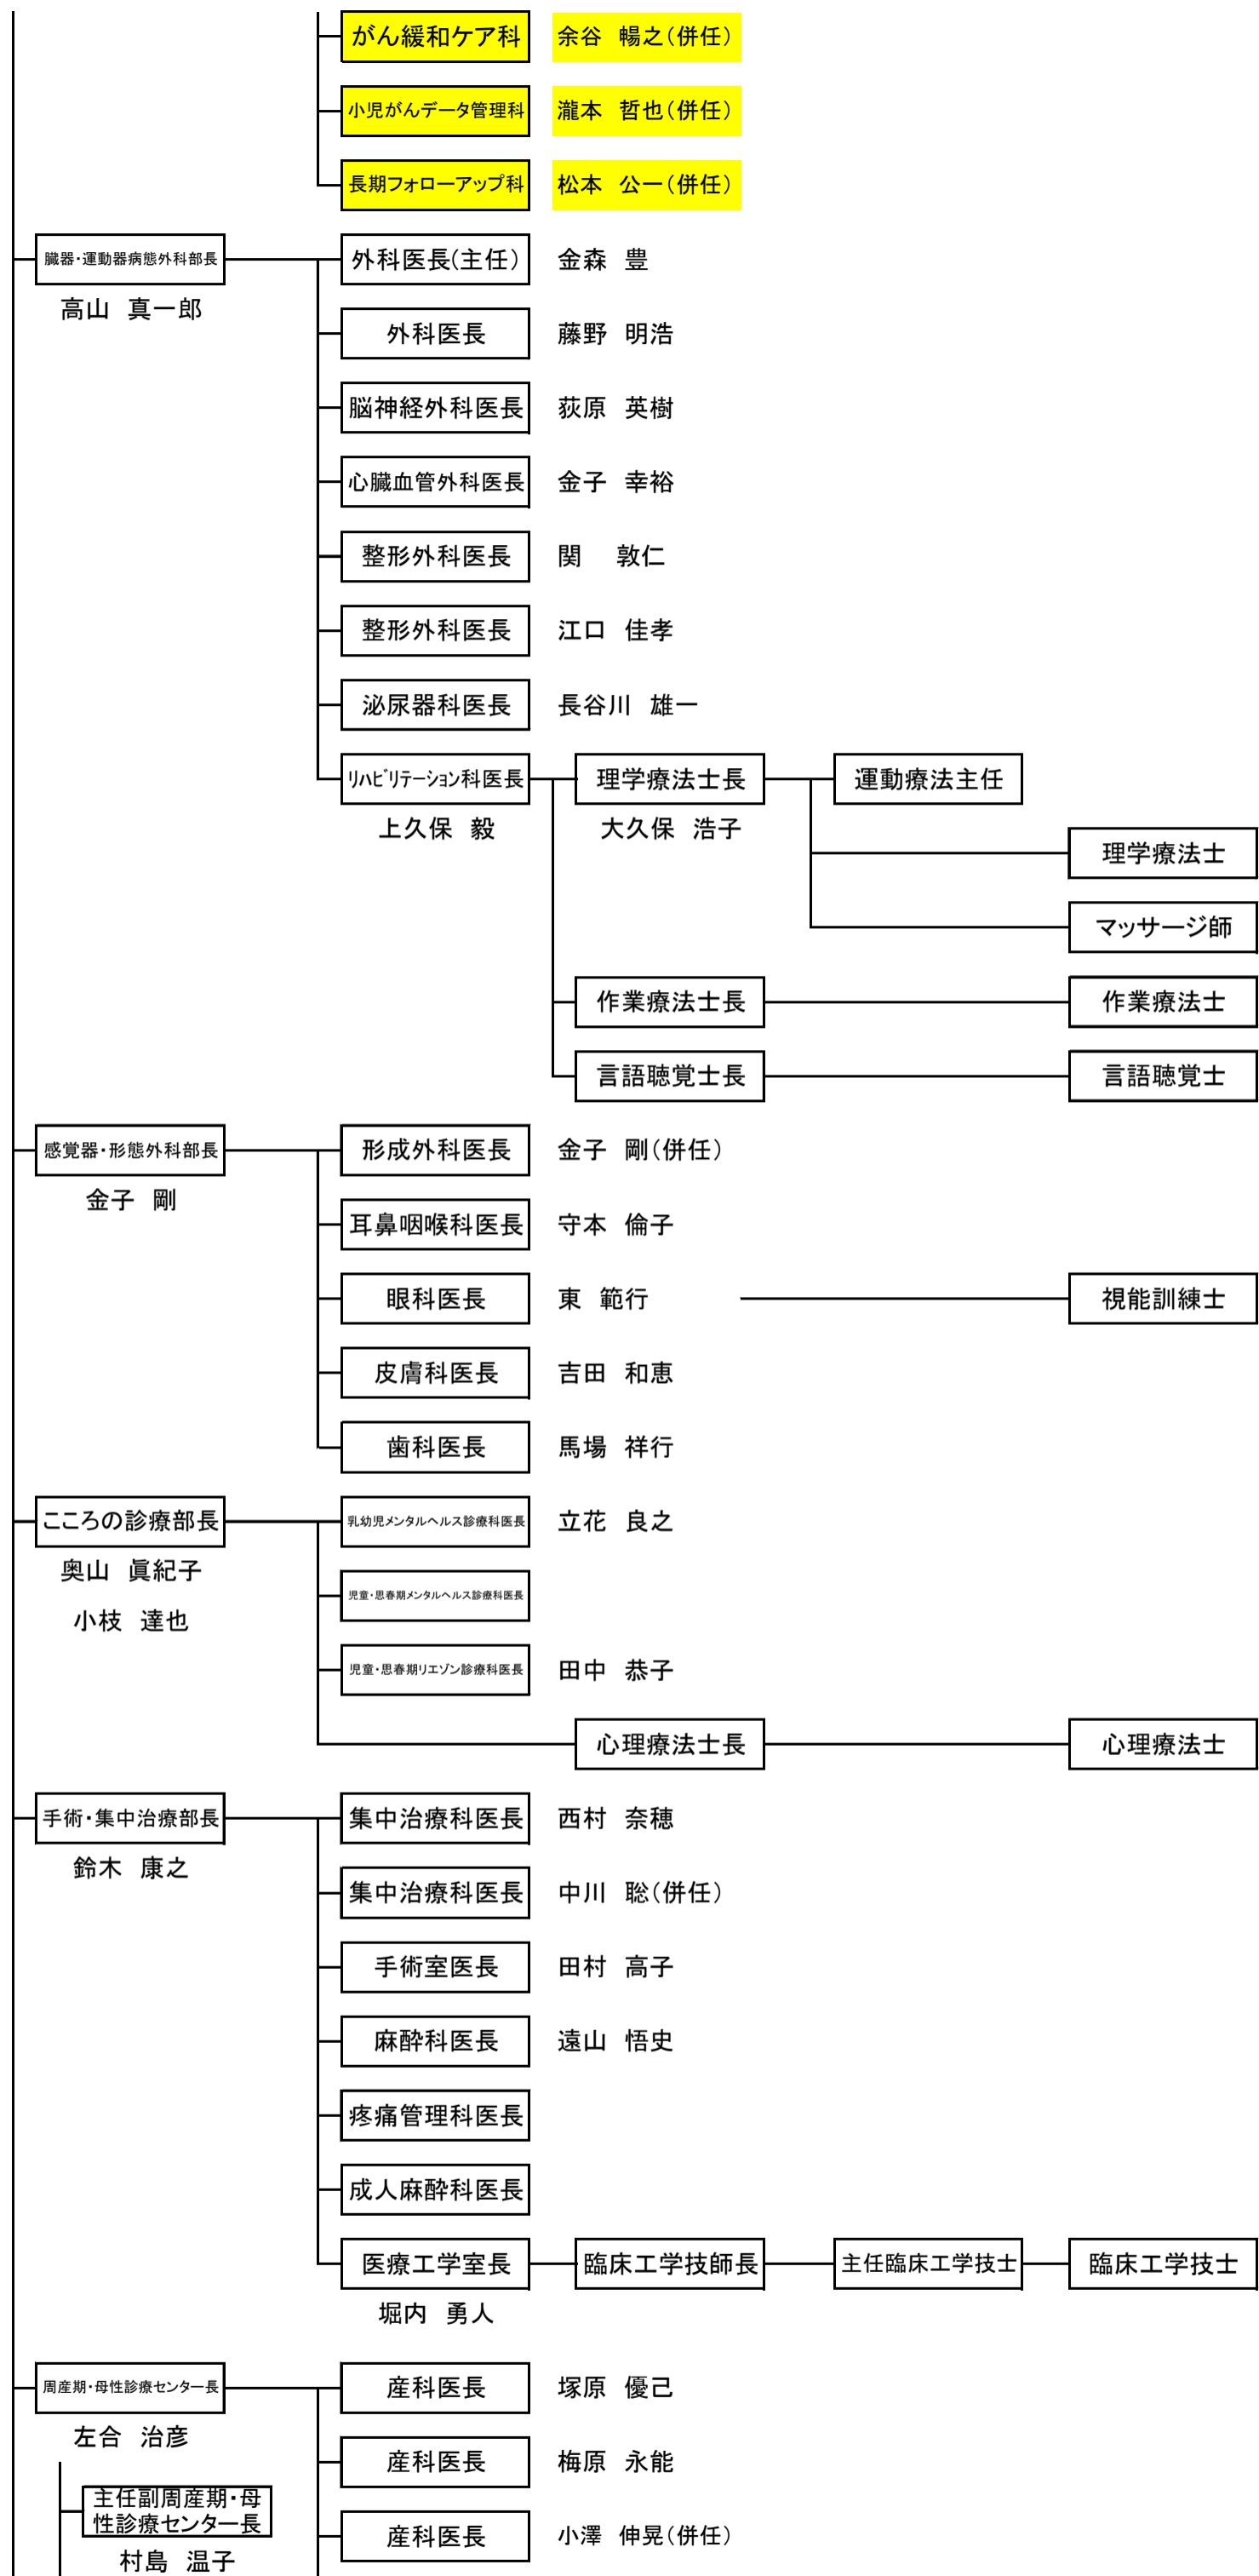 がん緩和ケア科 余谷 暢之(併任)
小児がんデータ管理科 瀧本 哲也(併任)
長期フォローアップ科 松本 公一(併任)
臓器・運動器病態外科部長 外科医長(主任) 金森 豊
高山 真一郎
外科医長 藤野 明浩
脳神経外科医長 荻原 英樹
心臓血管外科医長 金子 幸裕
整形外科医長 関 敦仁
整形外科医長 江口 佳孝
泌尿器科医長 長谷川 雄一
リハビリテーション科医長 理学療法士長 運動療法主任
上久保 毅 大久保 浩子
理学療法士
マッサージ師
作業療法士長 作業療法士
言語聴覚士長 言語聴覚士
感覚器・形態外科部長 形成外科医長 金子 剛(併任)
金子 剛
耳鼻咽喉科医長 守本 倫子
眼科医長 東 範行 視能訓練士
皮膚科医長 吉田 和恵
歯科医長 馬場 祥行
こころの診療部長 乳幼児メンタルヘルス診療科医長 立花 良之
奥山 眞紀子
児童・思春期メンタルヘルス診療科医長
小枝 達也
児童・思春期リエゾン診療科医長 田中 恭子
心理療法士長 心理療法士
手術・集中治療部長 集中治療科医長 西村 奈穂
鈴木 康之
集中治療科医長 中川 聡(併任)
手術室医長 田村 高子
麻酔科医長 遠山 悟史
疼痛管理科医長
成人麻酔科医長
医療工学室長 臨床工学技師長 主任臨床工学技士 臨床工学技士
堀内 勇人
周産期・母性診療センター長 産科医長 塚原 優己
左合 治彦
産科医長 梅原 永能
主任副周産期・母
性診療センター長
産科医長 小澤 伸晃(併任)
村島 温子